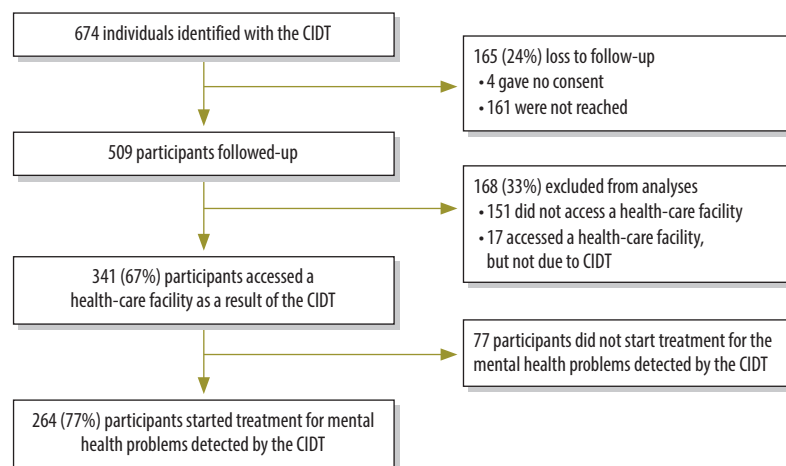 674 individuals identified with the CIDT
165 (24%) loss to follow-up
• 4 gave no consent
• 161 were not reached
509 participants followed-up
168 (33%) excluded from analyses
• 151 did not access a health-care facility
• 17 accessed a health-care facility,
but not due to CIDT
341 (67%) participants accessed a
health-care facility as a result of the CIDT
77 participants did not start treatment for the
mental health problems detected by the CIDT
264 (77%) participants started treatment for mental
health problems detected by the CIDT